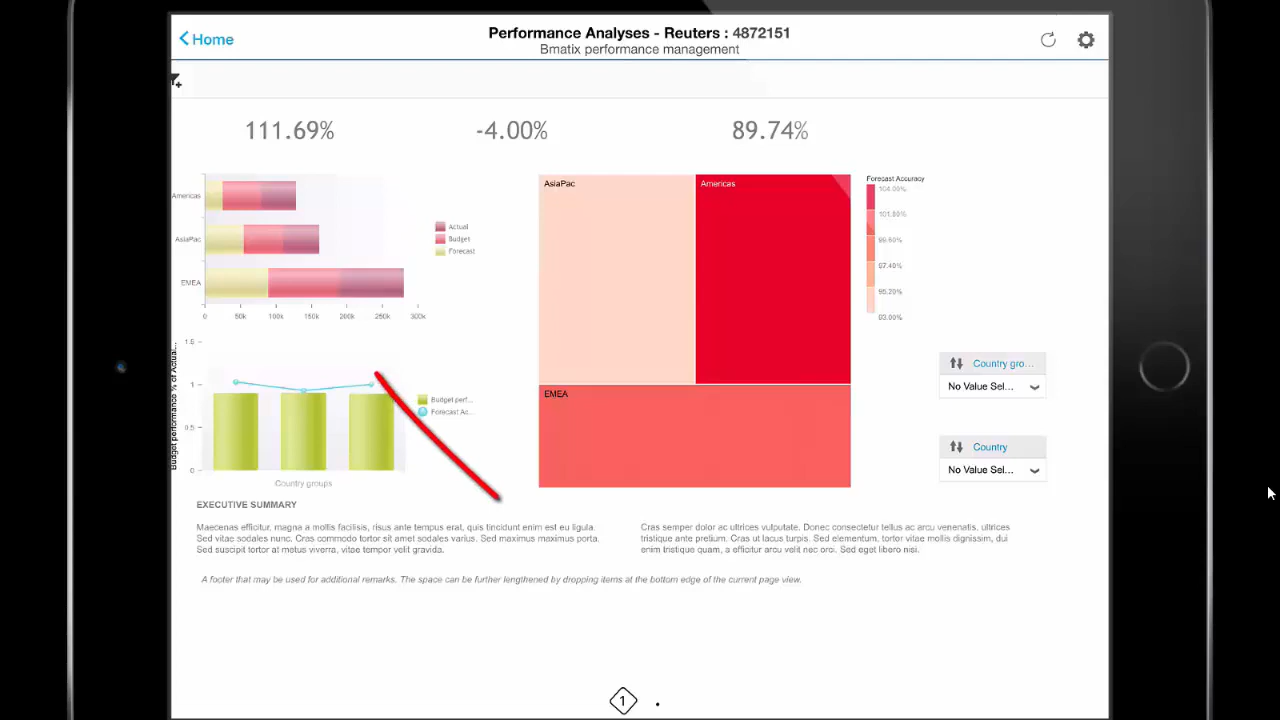 Home
Performance Analyses - Reuters : 4872151
Bmatix performance management
111.69%
-4.00%
89.74%
Americas
AsiaPac
EMEA
0 50k 100k 150k 200k 250k 300k
Actual
Budget
Forecast
AsiaPac
Americas
EMEA
Forecast Accuracy
104.00%
101.80%
99.60%
97.40%
95.20%
93.00%
Country gro...
No Value Sel...
Country
No Value Sel...
Budget performance % of Actual...
1.5
1
0.5
0
Budget perf...
Forecast Ac...
Country groups
EXECUTIVE SUMMARY
Maecenas efficitur, magna a mollis facilisis, risus ante tempus erat, quis tincidunt enim est eu ligula.
Sed vitae sodales nunc. Cras commodo tortor sit amet sodales varius. Sed maximus maximus porta.
Sed suscipit tortor at metus viverra, vitae tempor velit gravida.
Cras semper dolor ac ultrices vulputate. Donec consectetur tellus ac arcu venenatis, ultrices
tristique ante pretium. Cras ut lacus turpis. Sed elementum, tortor vitae mollis dignissim, dui
enim tristique quam, a efficitur arcu velit nec orci. Sed eget libero nisi.
A footer that may be used for additional remarks. The space can be further lengthened by dropping items at the bottom edge of the current page view.
1